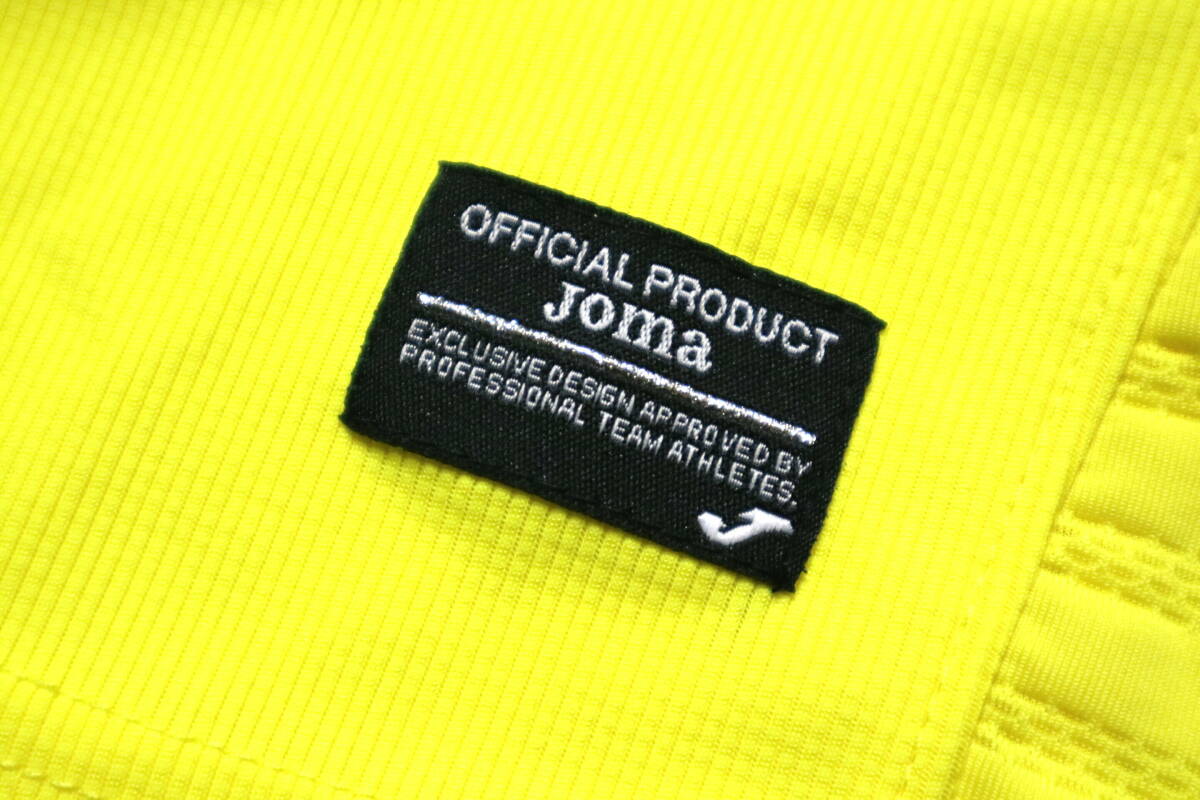 OFFICIAL PRODUCT
Joma
EXCLUSIVE DESIGN APPROVED BY
PROFESSIONAL TEAM ATHLETES.